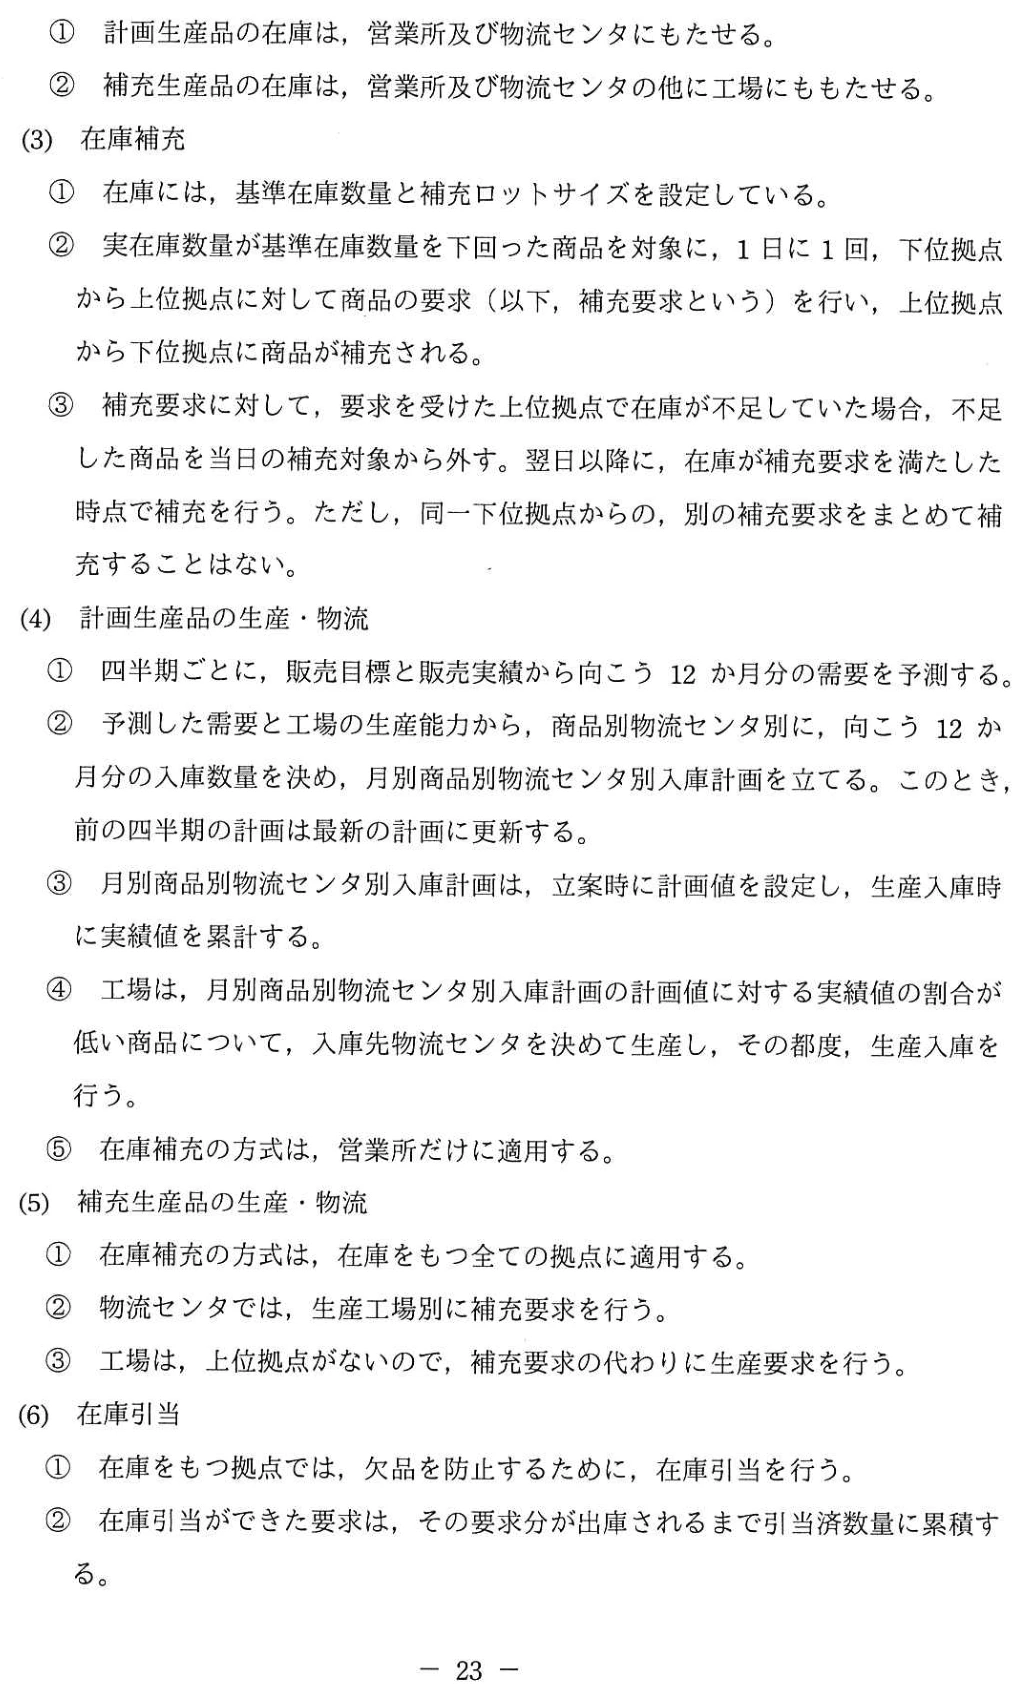 ① 計画生産品の在庫は，営業所及び物流センタにもたせる。
② 補充生産品の在庫は，営業所及び物流センタの他に工場にももたせる。
(3) 在庫補充
① 在庫には，基準在庫数量と補充ロットサイズを設定している。
② 実在庫数量が基準在庫数量を下回った商品を対象に，1 日に 1 回，下位拠点
から上位拠点に対して商品の要求（以下，補充要求という）を行い，上位拠点
から下位拠点に商品が補充される。
③ 補充要求に対して，要求を受けた上位拠点で在庫が不足していた場合，不足
した商品を当日の補充対象から外す。翌日以降に，在庫が補充要求を満たした
時点で補充を行う。ただし，同一下位拠点からの，別の補充要求をまとめて補
充することはない。
(4) 計画生産品の生産・物流
① 四半期ごとに，販売目標と販売実績から向こう 12 か月分の需要を予測する。
② 予測した需要と工場の生産能力から，商品別物流センタ別に，向こう 12 か
月分の入庫数量を決め，月別商品別物流センタ別入庫計画を立てる。このとき，
前の四半期の計画は最新の計画に更新する。
③ 月別商品別物流センタ別入庫計画は，立案時に計画値を設定し，生産入庫時
に実績値を累計する。
④ 工場は，月別商品別物流センタ別入庫計画の計画値に対する実績値の割合が
低い商品について，入庫先物流センタを決めて生産し，その都度，生産入庫を
行う。
⑤ 在庫補充の方式は，営業所だけに適用する。
(5) 補充生産品の生産・物流
① 在庫補充の方式は，在庫をもつ全ての拠点に適用する。
② 物流センタでは，生産工場別に補充要求を行う。
③ 工場は，上位拠点がないので，補充要求の代わりに生産要求を行う。
(6) 在庫引当
① 在庫をもつ拠点では，欠品を防止するために，在庫引当を行う。
② 在庫引当ができた要求は，その要求分が出庫されるまで引当済数量に累積す
る。
－ 23 －